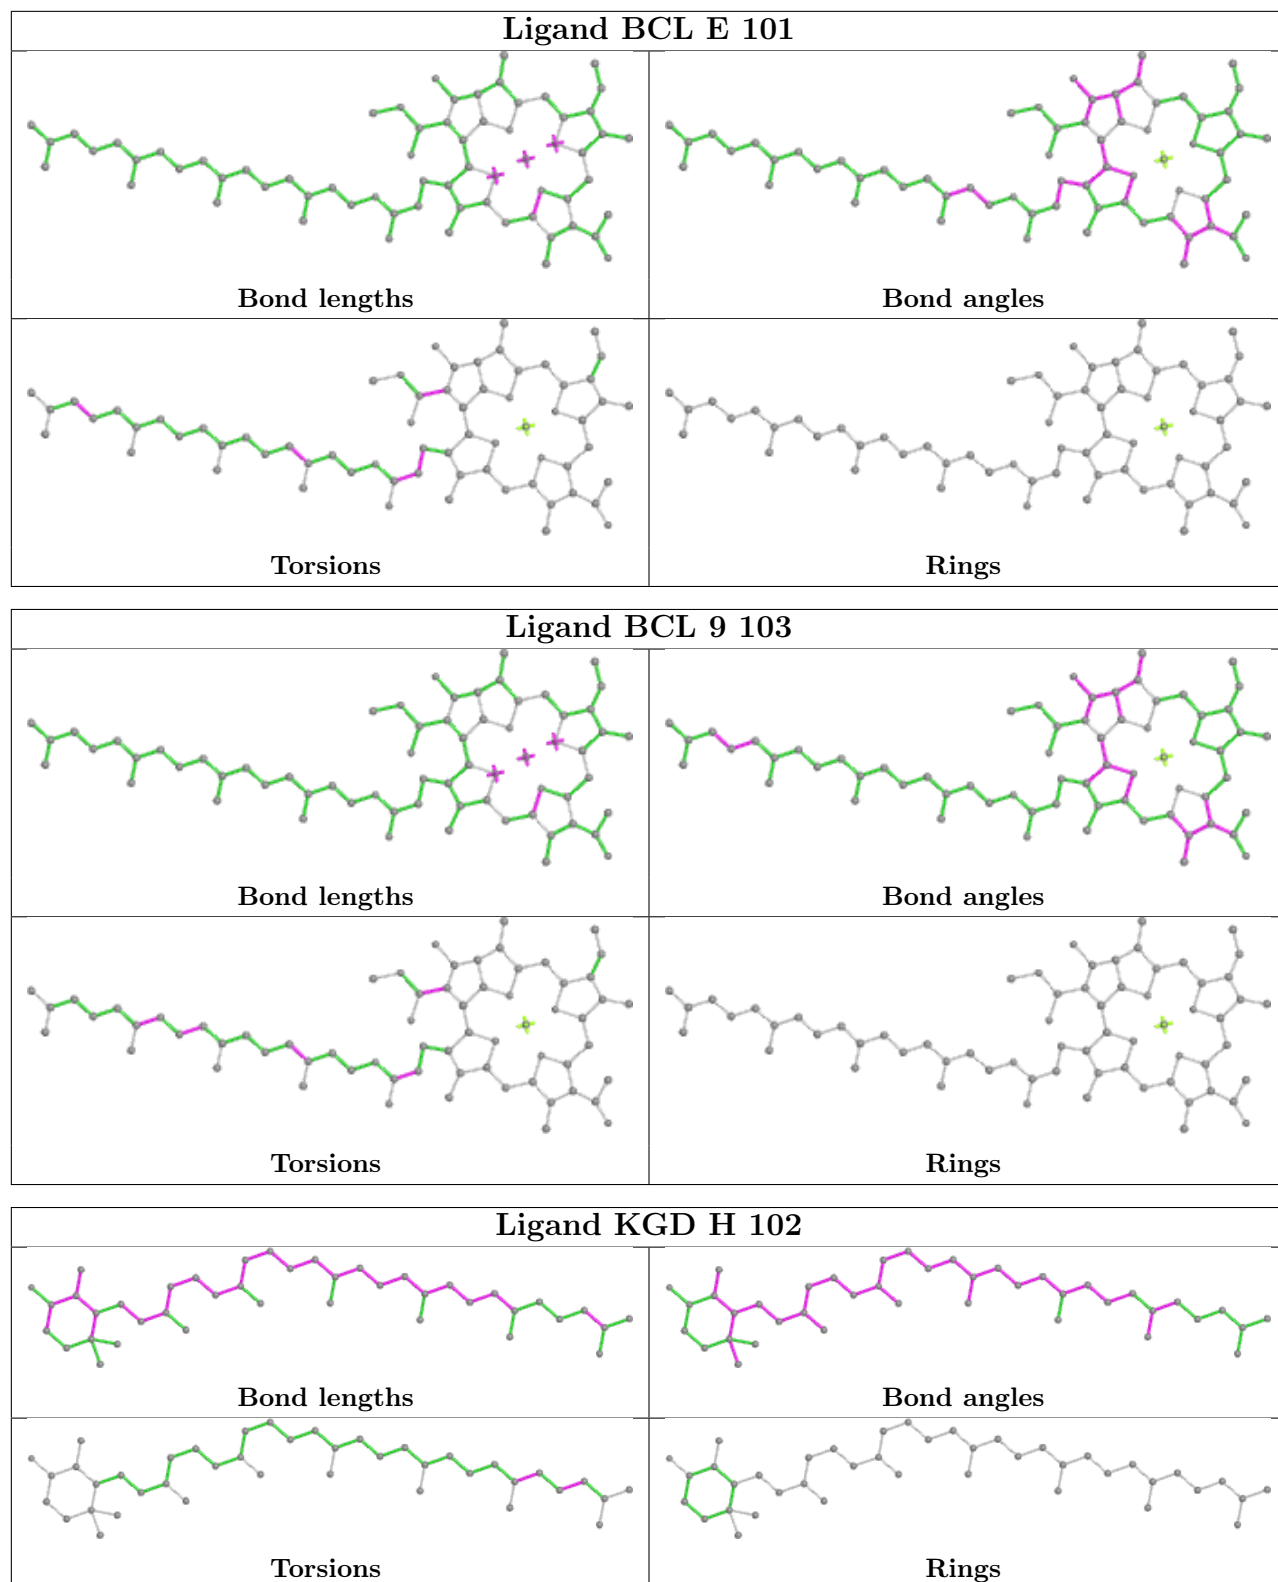 Ligand BCL E 101
Bond lengths
Bond angles
Torsions
Rings
Ligand BCL 9 103
Bond lengths
Bond angles
Torsions
Rings
Ligand KGD H 102
Bond lengths
Bond angles
Torsions
Rings